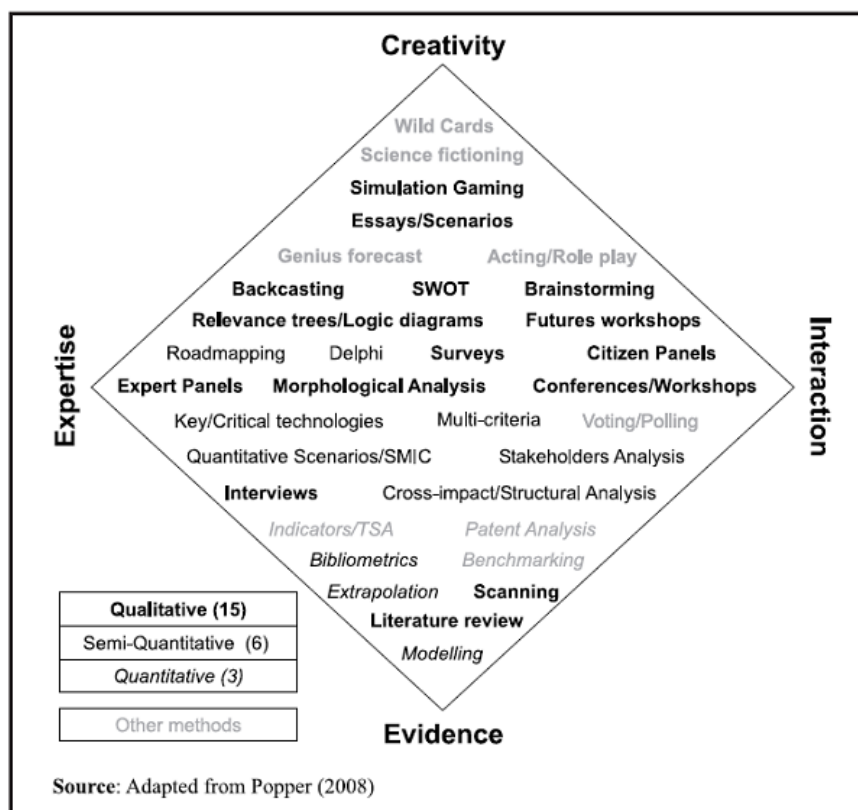 Creativity
Wild Cards
Science fictioning
Simulation Gaming
Essays/Scenarios
Genius forecast Acting/Role play
Backcasting SWOT Brainstorming
Relevance trees/Logic diagrams Futures workshops
Roadmapping Delphi Surveys Citizen Panels
Expert Panels Morphological Analysis Conferences/Workshops
Key/Critical technologies Multi-criteria Voting/Polling
Quantitative Scenarios/SMIC Stakeholders Analysis
Interviews Cross-impact/Structural Analysis
Indicators/TSA Patent Analysis
Bibliometrics Benchmarking
Extrapolation Scanning
Literature review
Modelling
Expertise
Interaction
Qualitative (15)
Semi-Quantitative (6)
Quantitative (3)
Other methods
Evidence
Source: Adapted from Popper (2008)